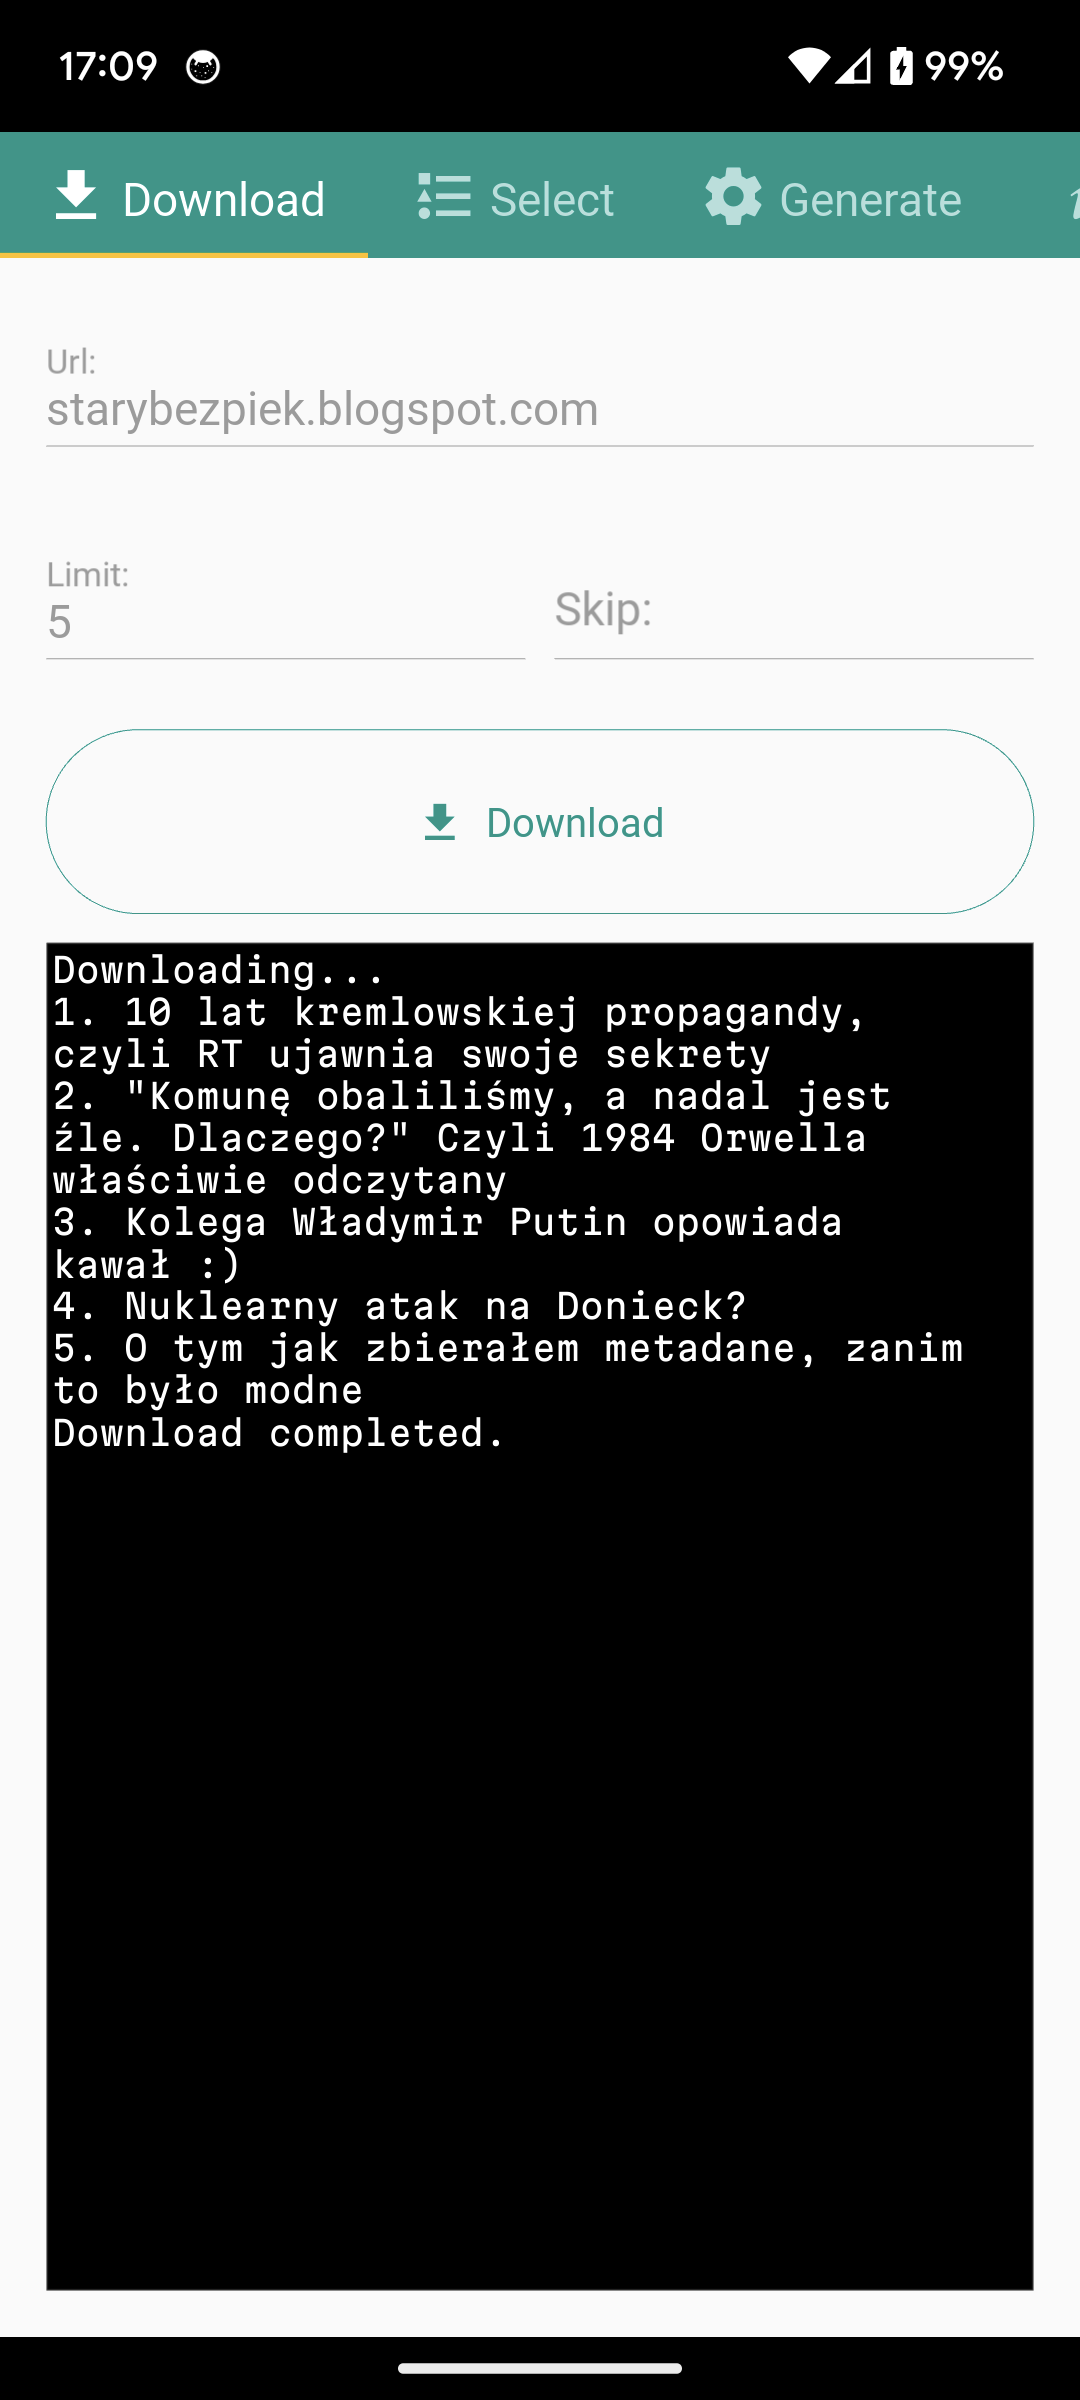 17:09
99%
Download
Select
Generate
Url:
starybezpiek.blogspot.com
Limit:
5
Skip:
Download
Downloading...
1. 10 lat kremlowskiej propagandy,
czyli RT ujawnia swoje sekrety
2. "Komunę obaliliśmy, a nadal jest
źle. Dlaczego?" Czyli 1984 Orwella
właściwie odczytany
3. Kolega Władymir Putin opowiada
kawał :)
4. Nuklearny atak na Donieck?
5. O tym jak zbierałem metadane, zanim
to było modne
Download completed.